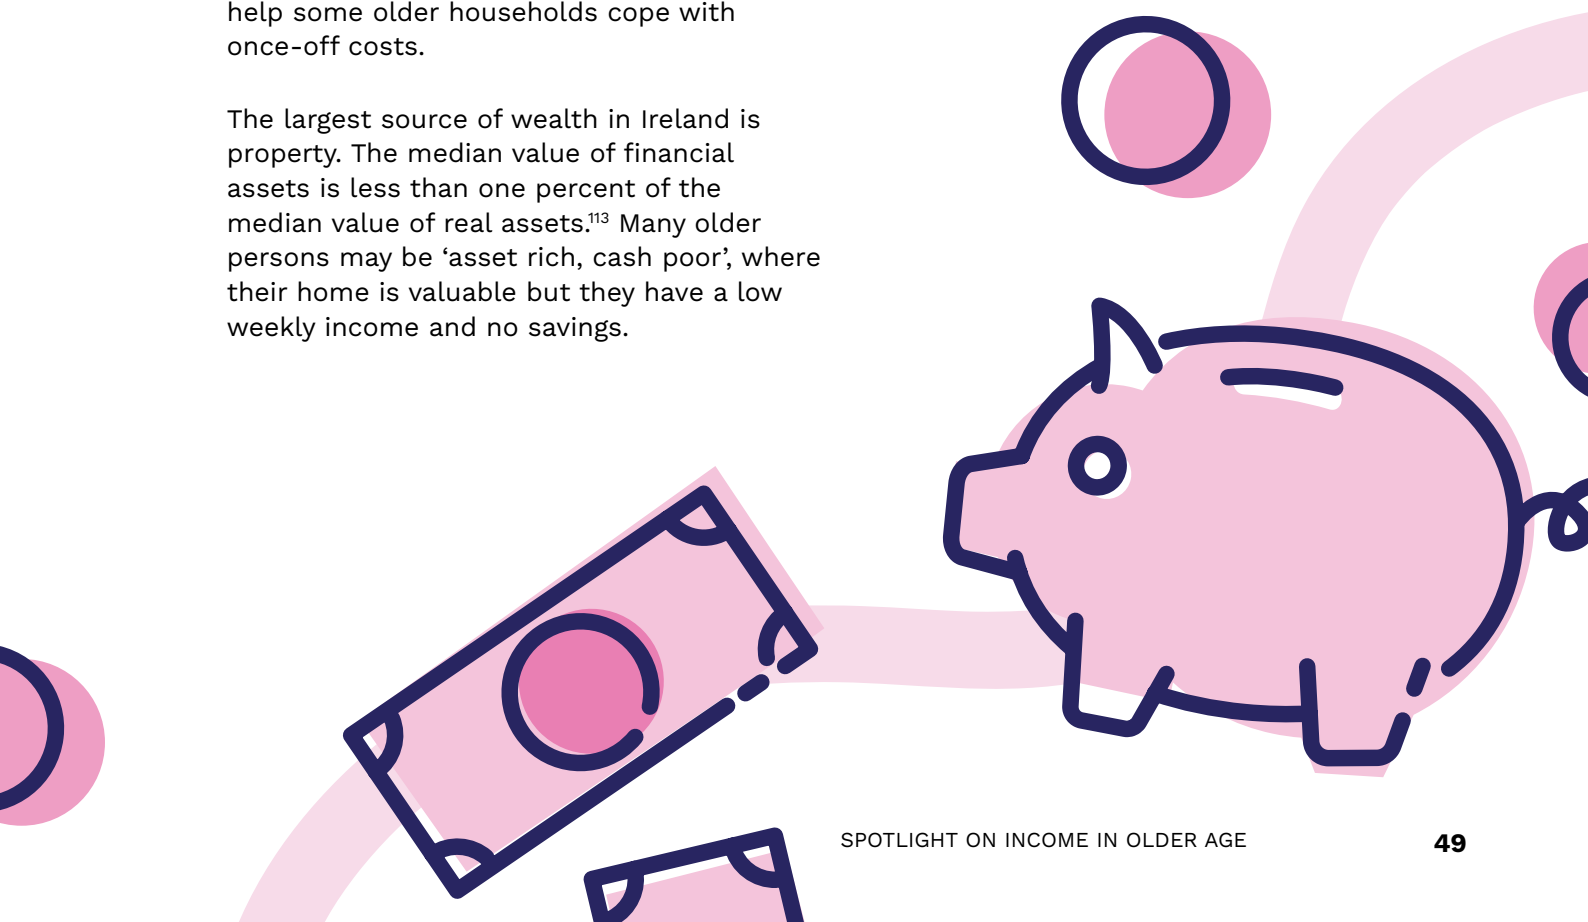 help some older households cope with
once-off costs.
The largest source of wealth in Ireland is
property. The median value of financial
assets is less than one percent of the
median value of real assets.113 Many older
persons may be ‘asset rich, cash poor’, where
their home is valuable but they have a low
weekly income and no savings.
SPOTLIGHT ON INCOME IN OLDER AGE
49